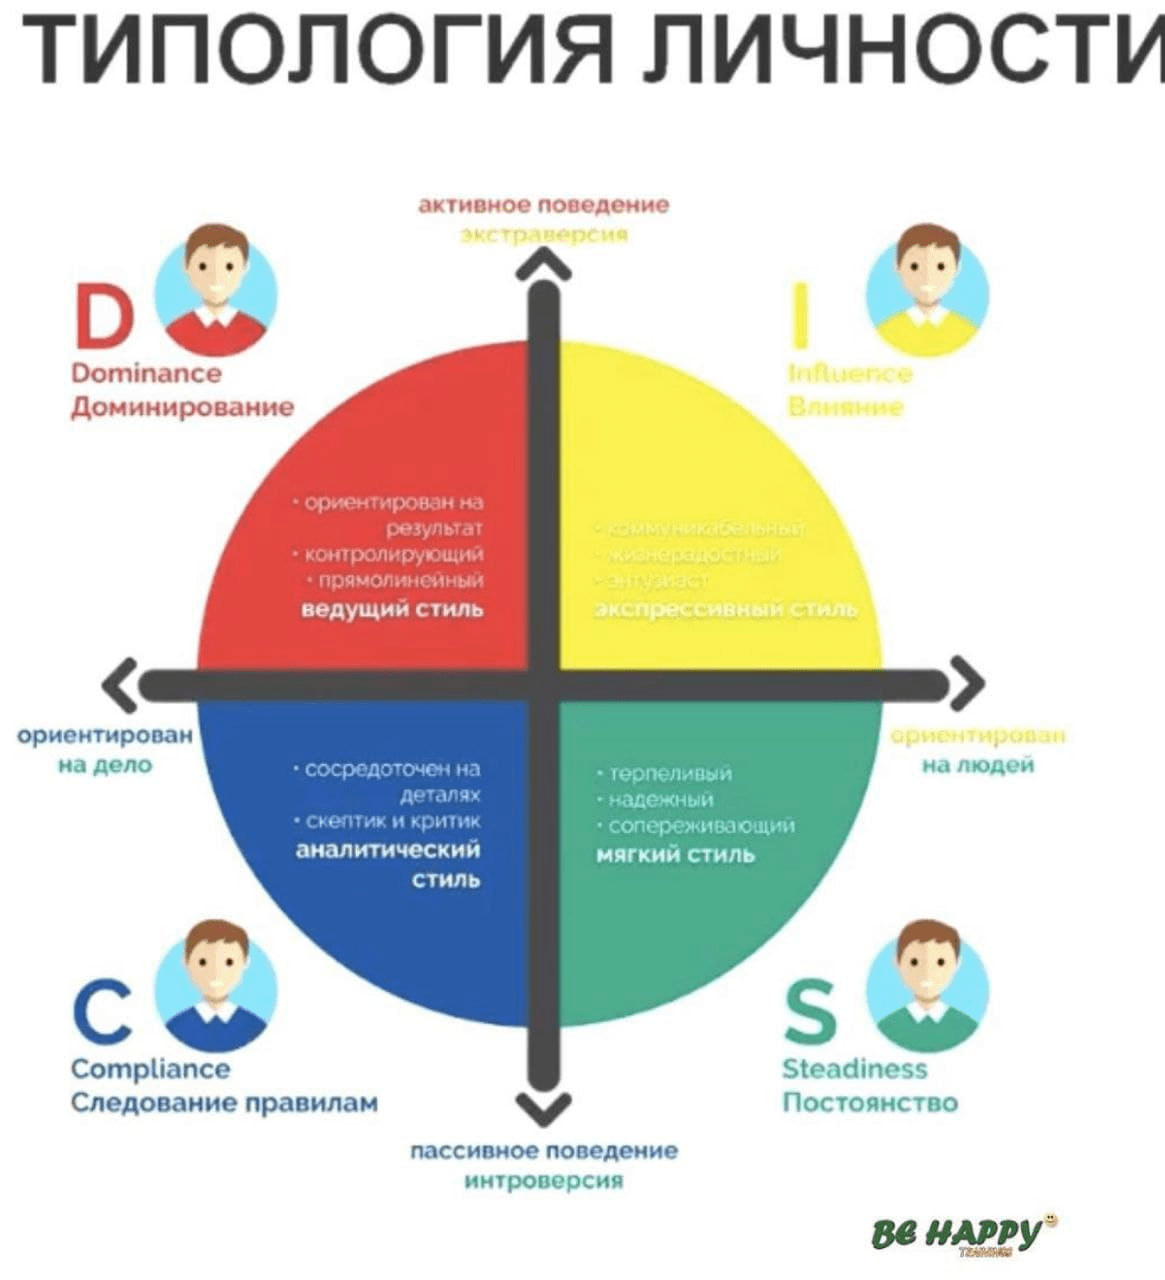 ТИПОЛОГИЯ ЛИЧНОСТИ
активное поведение
экстраверсия
D
Dominance
Доминирование
I
Influence
Влияние
• ориентирован на
результат
• контролирующий
• прямолинейный
ведущий стиль
• коммуникабельный
• жизнерадостный
• энтузиаст
экспрессивный стиль
ориентирован
на дело
ориентирован
на людей
• сосредоточен на
деталях
• скептик и критик
аналитический
стиль
• терпеливый
• надежный
• сопереживающий
мягкий стиль
C
Compliance
Следование правилам
S
Steadiness
Постоянство
пассивное поведение
интроверсия
BE HAPPY
TRAININGS